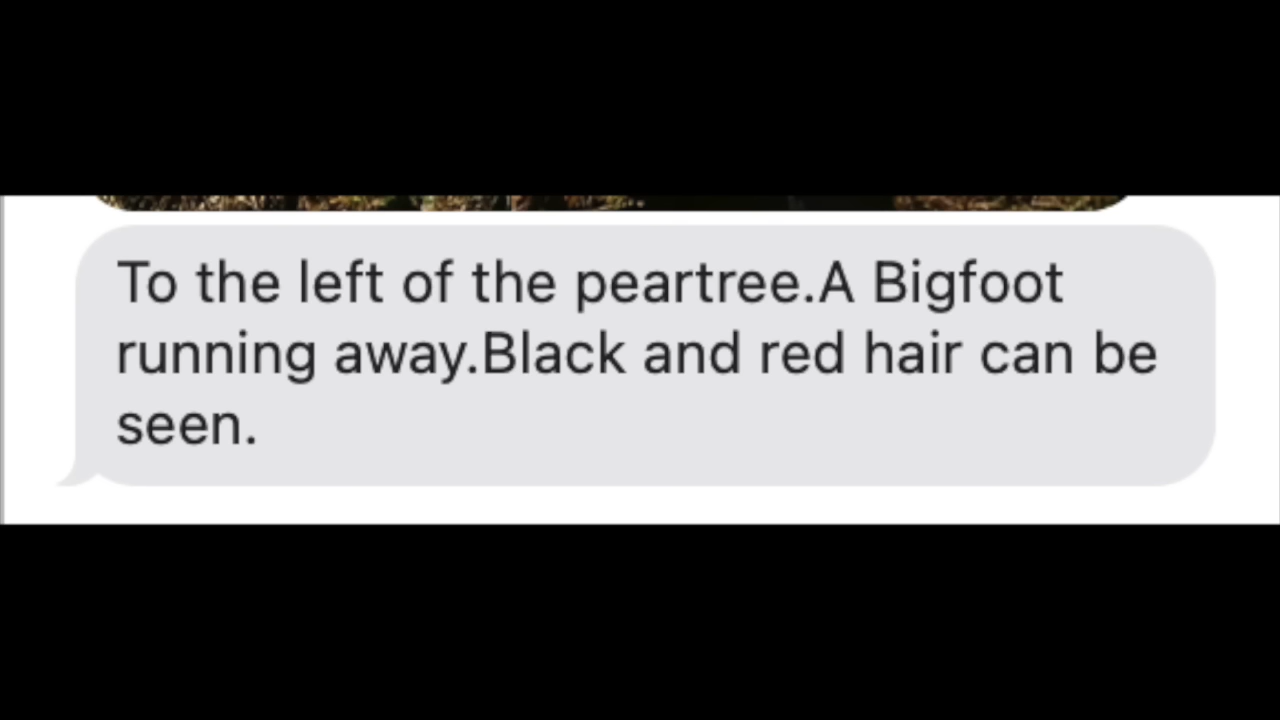 To the left of the peartree.A Bigfoot
running away.Black and red hair can be
seen.